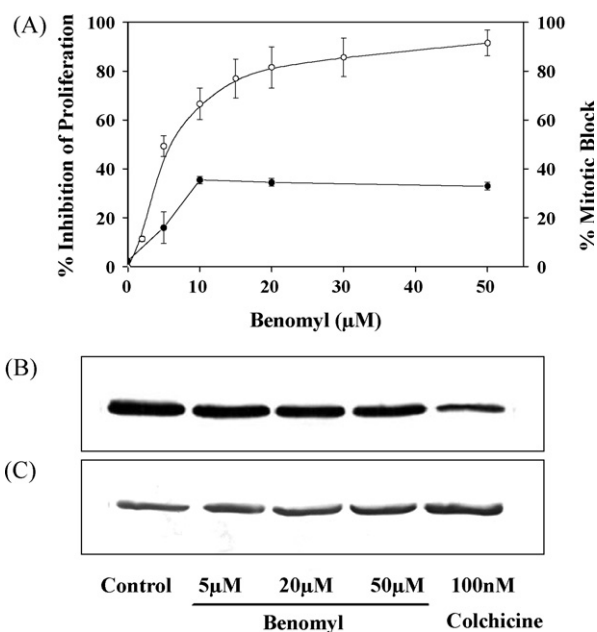 (A)
% Inhibition of Proliferation
100
80
60
40
20
0
100
80
60
40
20
0
% Mitotic Block
0 10 20 30 40 50
Benomyl (µM)
(B)
(C)
Control 5µM 20µM 50µM 100nM
Benomyl Colchicine